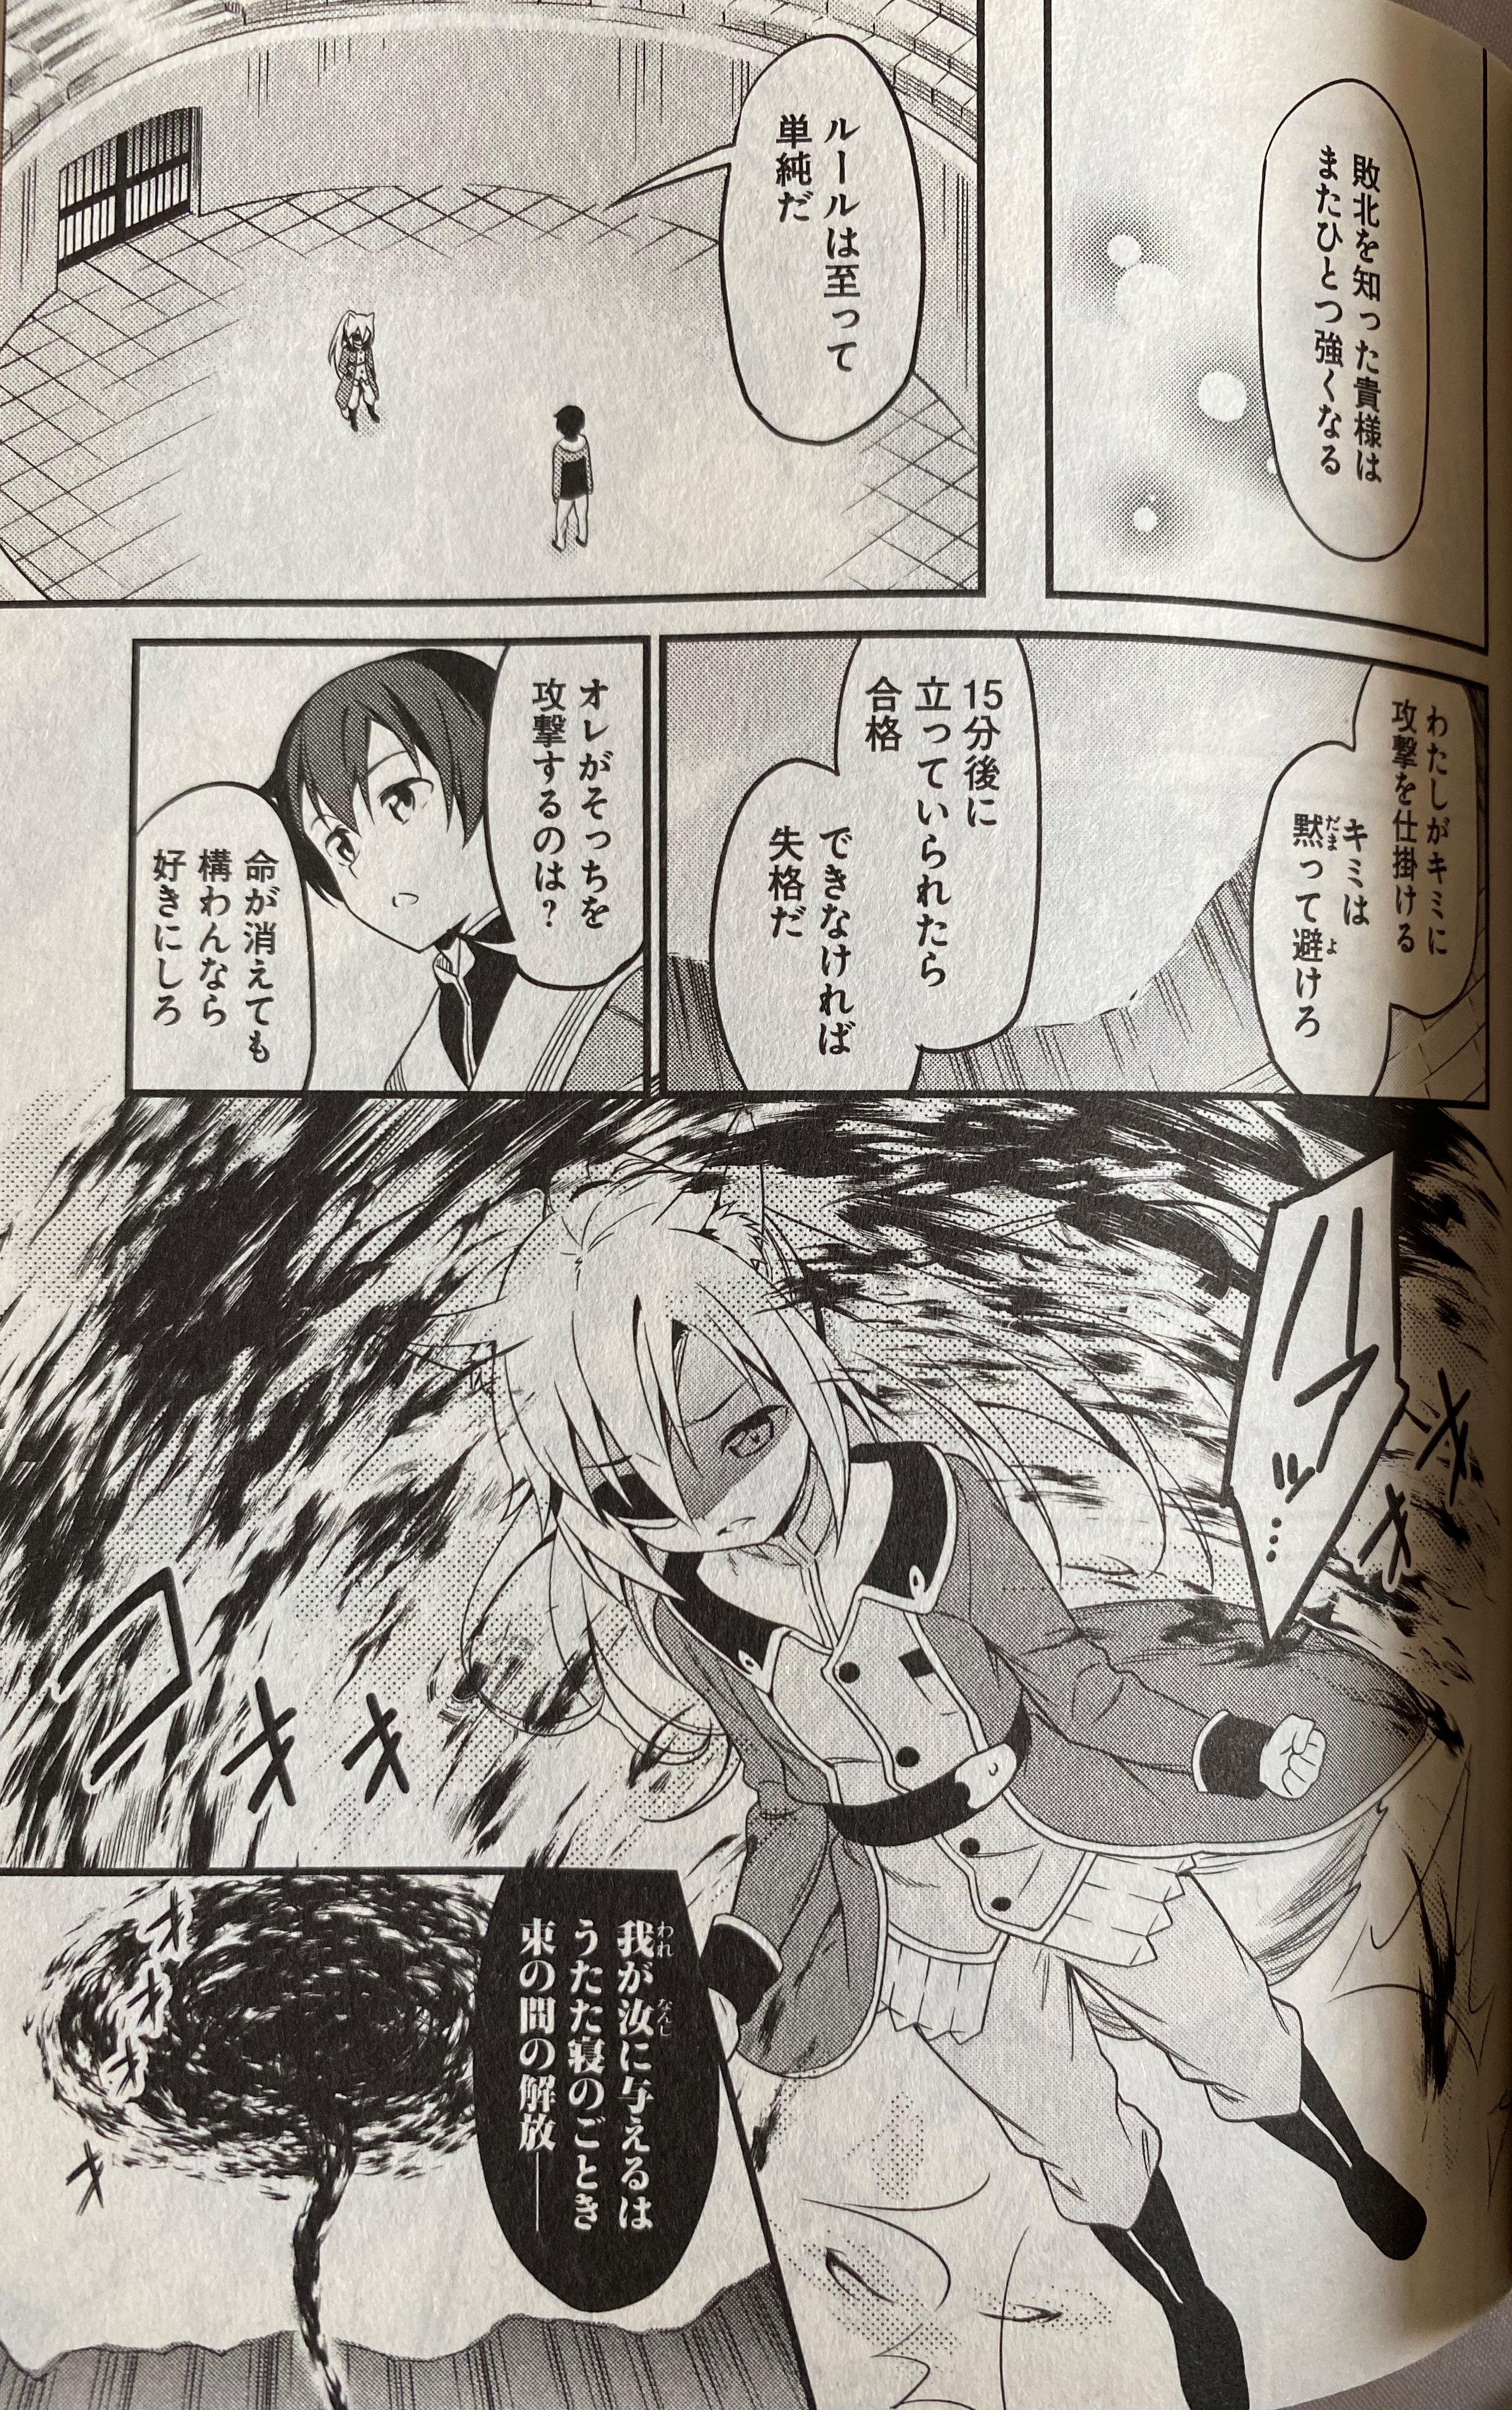 敗北を知った貴様は
またひとつ強くなる
ルールは至って
単純だ
わたしがキミに
攻撃を仕掛ける
キミは
黙って避けろ
だま
よ
15分後に
立っていられたら
合格
できなければ
失格だ
オレがそっちを
攻撃するのは？
命が消えても
構わんなら
好きにしろ
リアッ…
キキ
ゴオオ
我が汝に与えるは
われ
なんじ
うたた寝のごとき
束の間の解放――
オオオ
オ